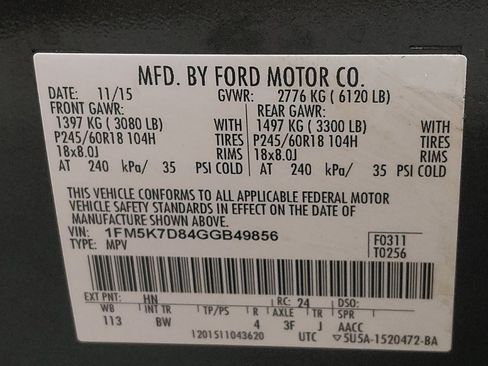 MFD. BY FORD MOTOR CO.
DATE: 11/15 GVWR: 2776 KG ( 6120 LB)
FRONT GAWR: REAR GAWR:
1397 KG ( 3080 LB) WITH 1497 KG ( 3300 LB) WITH
P245/60R18 104H TIRES P245/60R18 104H TIRES
18x8.0J RIMS 18x8.0J RIMS
AT 240 kPa/ 35 PSI COLD AT 240 kPa/ 35 PSI COLD
THIS VEHICLE CONFORMS TO ALL APPLICABLE FEDERAL MOTOR
VEHICLE SAFETY STANDARDS IN EFFECT ON THE DATE OF
MANUFACTURE SHOWN ABOVE.
VIN: 1FM5K7D84GGB49856 F0311
TYPE: MPV T0256
EXT PNT: HN RC: 24 DSO:
WB INT TR TP/PS R AXLE TR SPR
113 BW 4 3F J AACC
1201511043620 UTC ▽5U5A-1520472-BA